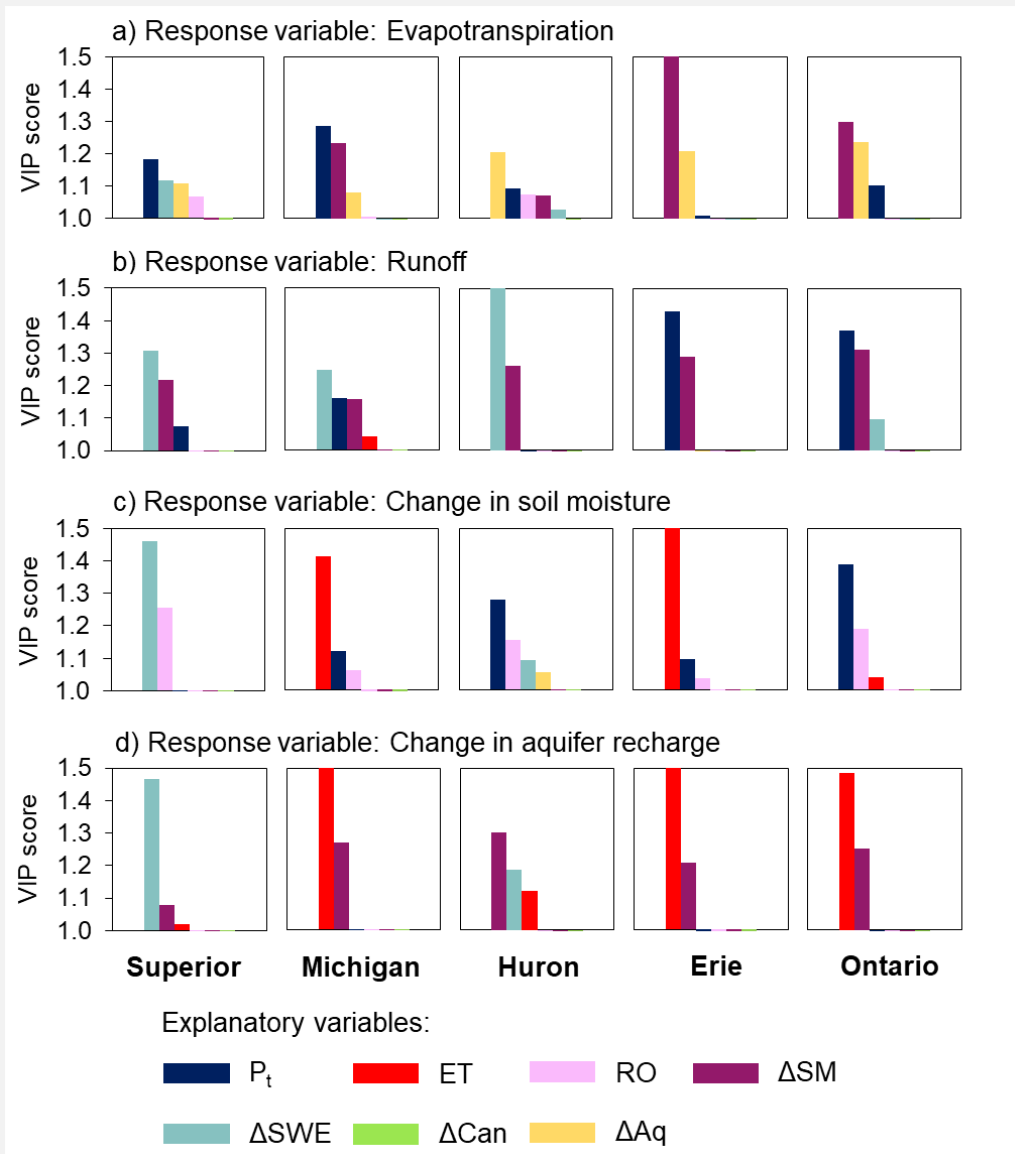 a) Response variable: Evapotranspiration
VIP score
1.5
1.4
1.3
1.2
1.1
1.0
b) Response variable: Runoff
VIP score
1.5
1.4
1.3
1.2
1.1
1.0
c) Response variable: Change in soil moisture
VIP score
1.5
1.4
1.3
1.2
1.1
1.0
d) Response variable: Change in aquifer recharge
VIP score
1.5
1.4
1.3
1.2
1.1
1.0
Superior Michigan Huron Erie Ontario
Explanatory variables:
Pt ET RO ΔSM
ΔSWE ΔCan ΔAq